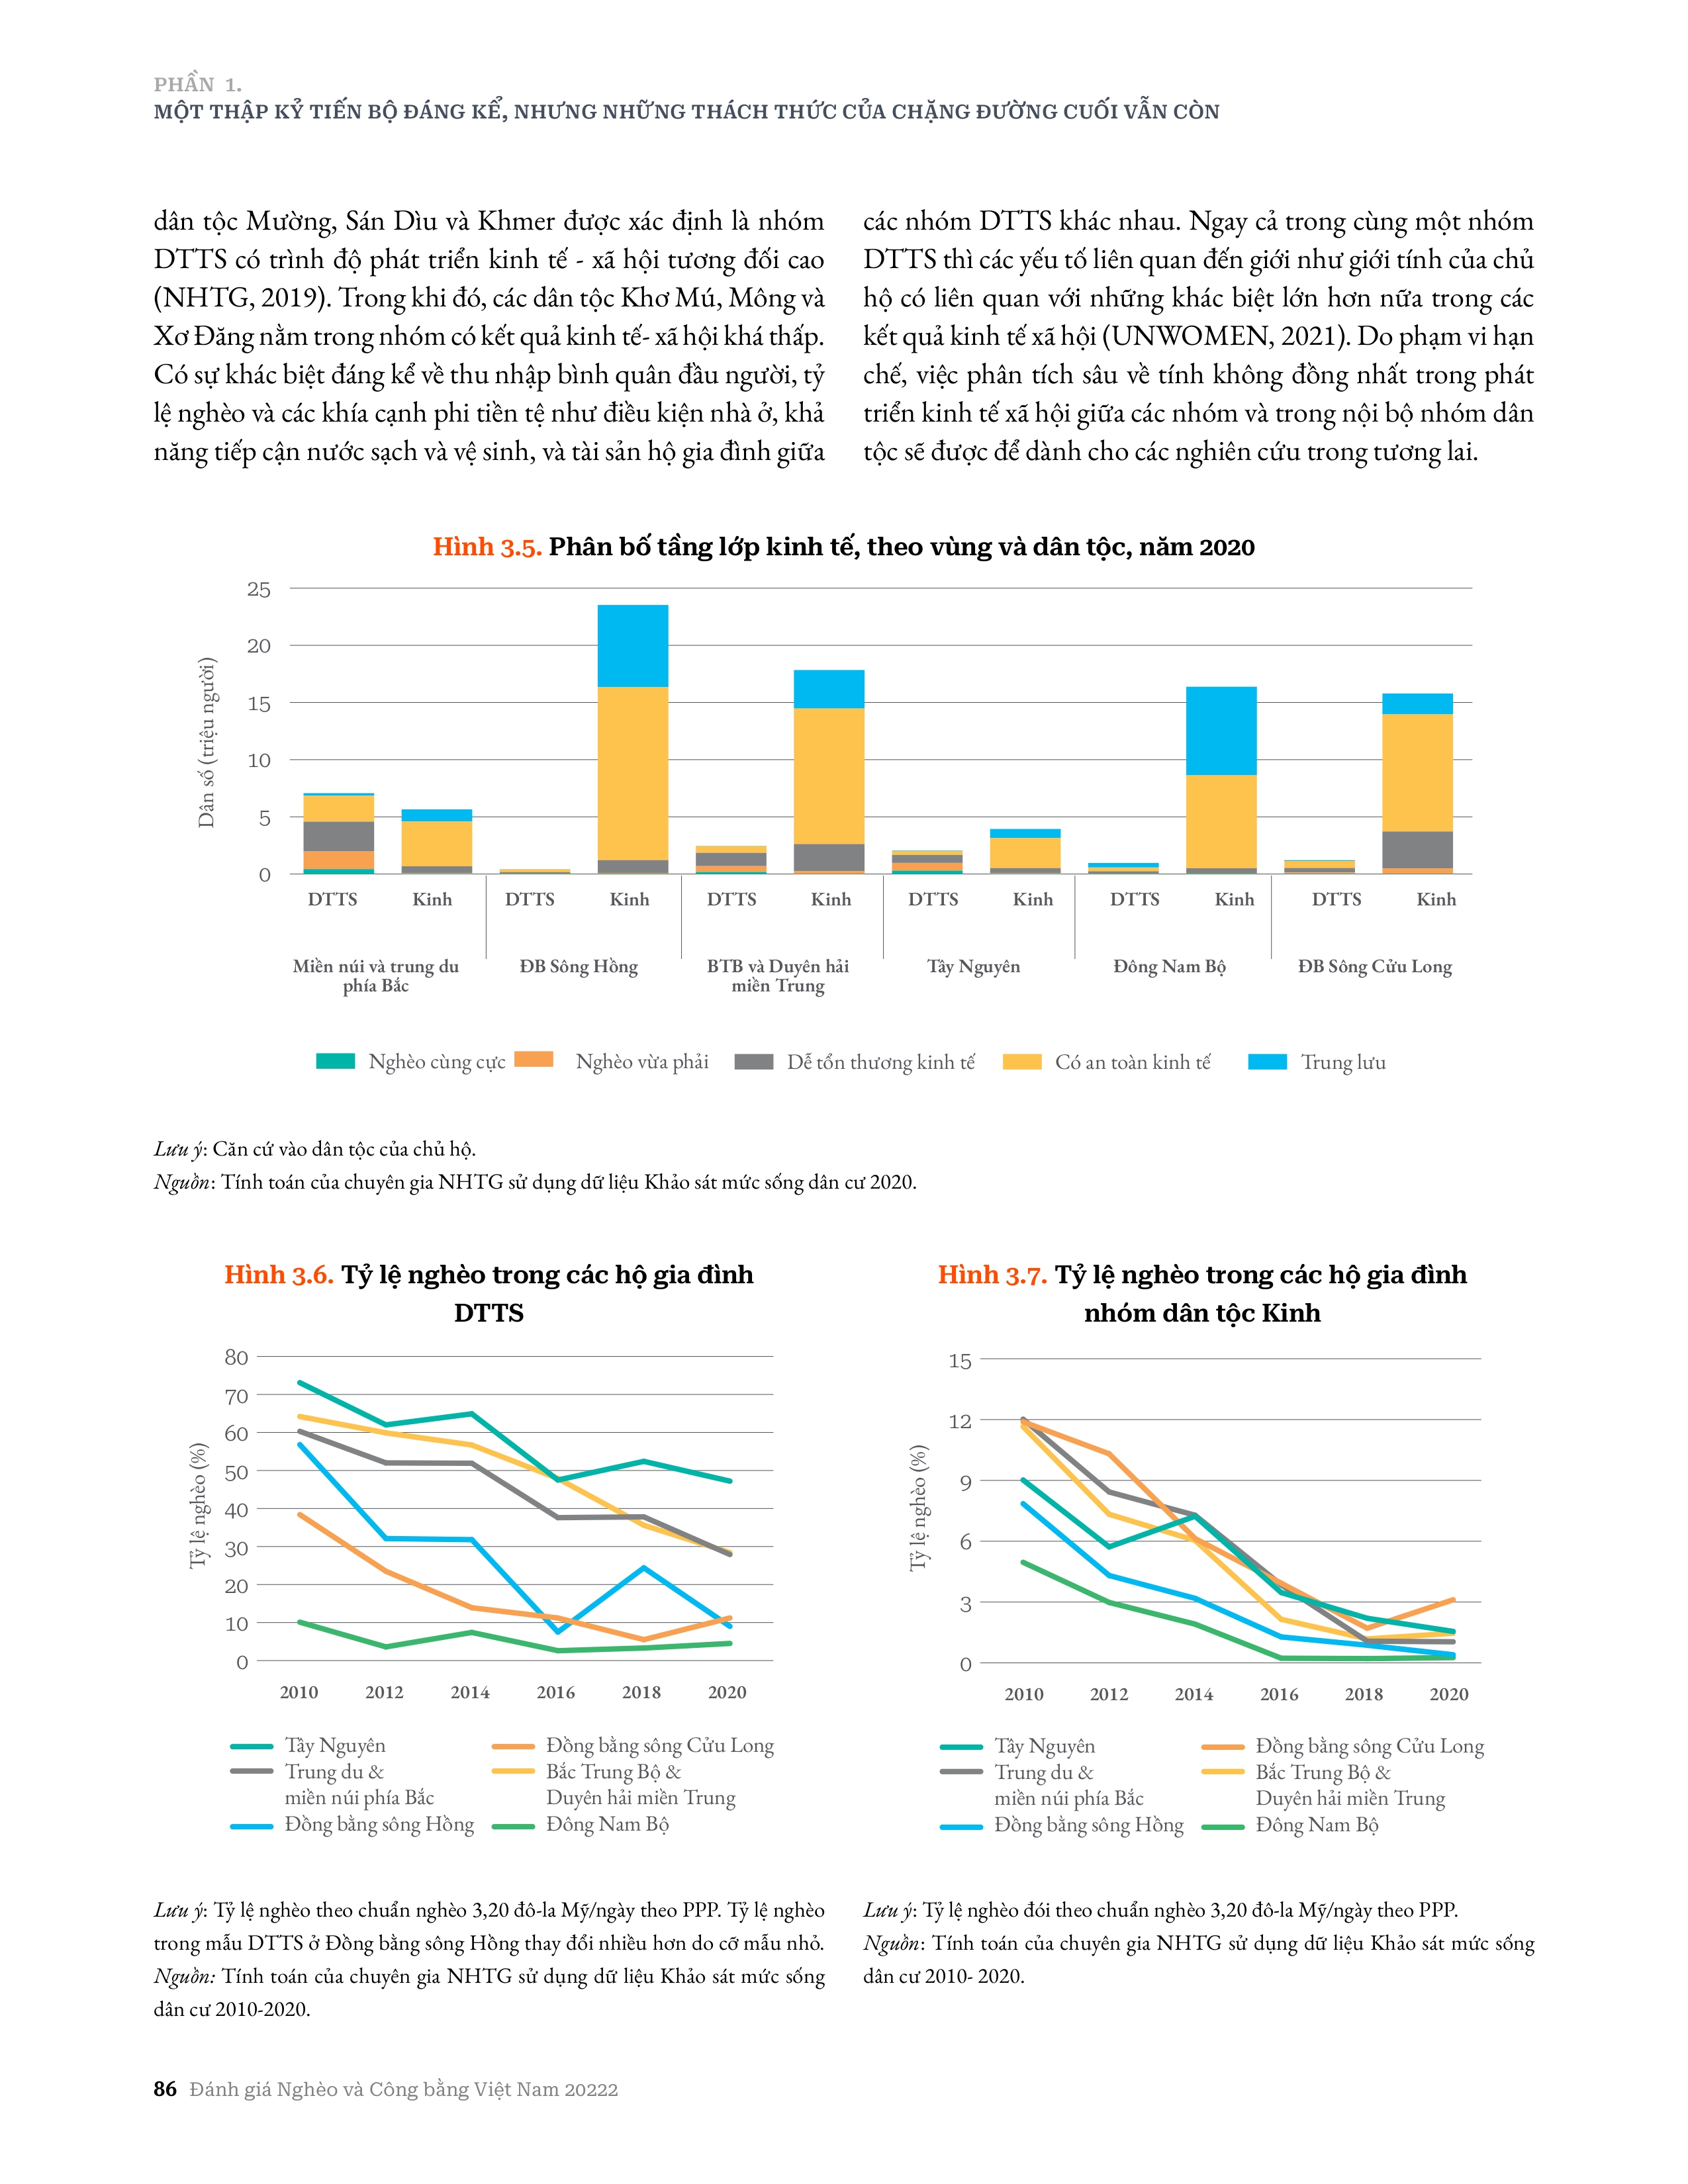 PHẦN 1.
MỘT THẬP KỶ TIẾN BỘ ĐÁNG KỂ, NHƯNG NHỮNG THÁCH THỨC CỦA CHẶNG ĐƯỜNG CUỐI VẪN CÒN
dân tộc Mường, Sán Dìu và Khmer được xác định là nhóm
DTTS có trình độ phát triển kinh tế - xã hội tương đối cao
(NHTG, 2019). Trong khi đó, các dân tộc Khơ Mú, Mông và
Xơ Đăng nằm trong nhóm có kết quả kinh tế- xã hội khá thấp.
Có sự khác biệt đáng kể về thu nhập bình quân đầu người, tỷ
lệ nghèo và các khía cạnh phi tiền tệ như điều kiện nhà ở, khả
năng tiếp cận nước sạch và vệ sinh, và tài sản hộ gia đình giữa
các nhóm DTTS khác nhau. Ngay cả trong cùng một nhóm
DTTS thì các yếu tố liên quan đến giới như giới tính của chủ
hộ có liên quan với những khác biệt lớn hơn nữa trong các
kết quả kinh tế xã hội (UNWOMEN, 2021). Do phạm vi hạn
chế, việc phân tích sâu về tính không đồng nhất trong phát
triển kinh tế xã hội giữa các nhóm và trong nội bộ nhóm dân
tộc sẽ được để dành cho các nghiên cứu trong tương lai.
Hình 3.5. Phân bố tầng lớp kinh tế, theo vùng và dân tộc, năm 2020
Dân số (triệu người)
25
20
15
10
5
0
DTTS Kinh DTTS Kinh DTTS Kinh DTTS Kinh DTTS Kinh DTTS Kinh
Miền núi và trung du ĐB Sông Hồng BTB và Duyên hải Tây Nguyên Đông Nam Bộ ĐB Sông Cửu Long
phía Bắc miền Trung
Nghèo cùng cực Nghèo vừa phải Dễ tổn thương kinh tế Có an toàn kinh tế Trung lưu
Lưu ý: Căn cứ vào dân tộc của chủ hộ.
Nguồn: Tính toán của chuyên gia NHTG sử dụng dữ liệu Khảo sát mức sống dân cư 2020.
Hình 3.6. Tỷ lệ nghèo trong các hộ gia đình
DTTS
Tỷ lệ nghèo (%)
80
70
60
50
40
30
20
10
0
2010 2012 2014 2016 2018 2020
Tây Nguyên Đồng bằng sông Cửu Long
Trung du & Bắc Trung Bộ &
miền núi phía Bắc Duyên hải miền Trung
Đồng bằng sông Hồng Đông Nam Bộ
Lưu ý: Tỷ lệ nghèo theo chuẩn nghèo 3,20 đô-la Mỹ/ngày theo PPP. Tỷ lệ nghèo
trong mẫu DTTS ở Đồng bằng sông Hồng thay đổi nhiều hơn do cỡ mẫu nhỏ.
Nguồn: Tính toán của chuyên gia NHTG sử dụng dữ liệu Khảo sát mức sống
dân cư 2010-2020.
Hình 3.7. Tỷ lệ nghèo trong các hộ gia đình
nhóm dân tộc Kinh
Tỷ lệ nghèo (%)
15
12
9
6
3
0
2010 2012 2014 2016 2018 2020
Tây Nguyên Đồng bằng sông Cửu Long
Trung du & Bắc Trung Bộ &
miền núi phía Bắc Duyên hải miền Trung
Đồng bằng sông Hồng Đông Nam Bộ
Lưu ý: Tỷ lệ nghèo đói theo chuẩn nghèo 3,20 đô-la Mỹ/ngày theo PPP.
Nguồn: Tính toán của chuyên gia NHTG sử dụng dữ liệu Khảo sát mức sống
dân cư 2010- 2020.
86 Đánh giá Nghèo và Công bằng Việt Nam 20222